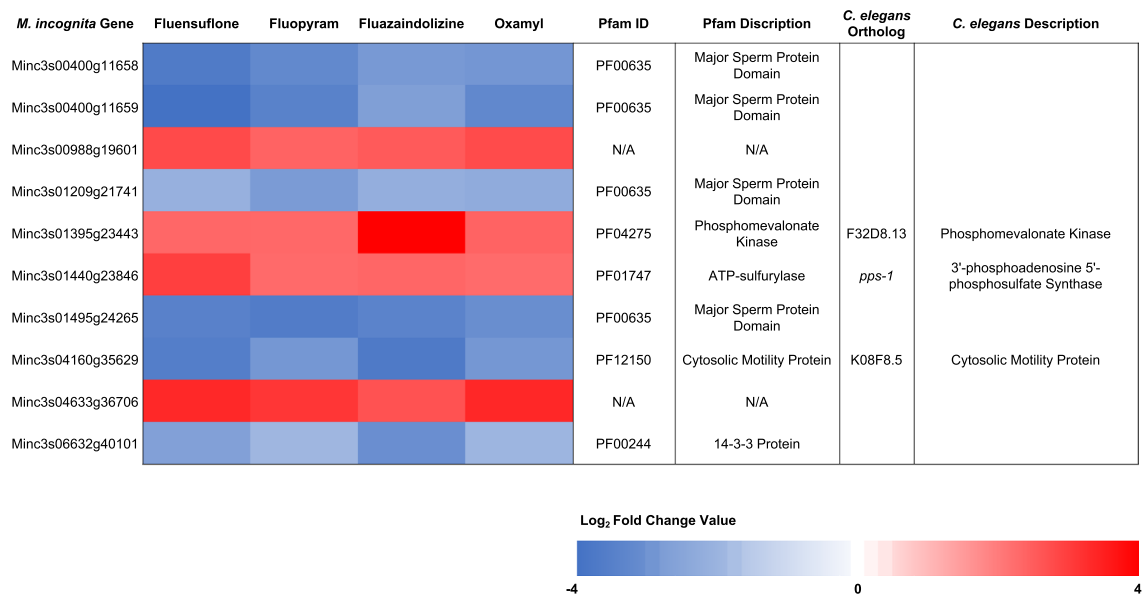 M. incognita Gene Fluensuflone Fluopyram Fluazaindolizine Oxamyl Pfam ID Pfam Discription C. elegans Ortholog C. elegans Description
Minc3s00400g11658 PF00635 Major Sperm Protein Domain
Minc3s00400g11659 PF00635 Major Sperm Protein Domain
Minc3s00988g19601 N/A N/A
Minc3s01209g21741 PF00635 Major Sperm Protein Domain
Minc3s01395g23443 PF04275 Phosphomevalonate Kinase F32D8.13 Phosphomevalonate Kinase
Minc3s01440g23846 PF01747 ATP-sulfurylase pps-1 3'-phosphoadenosine 5'-phosphosulfate Synthase
Minc3s01495g24265 PF00635 Major Sperm Protein Domain
Minc3s04160g35629 PF12150 Cytosolic Motility Protein K08F8.5 Cytosolic Motility Protein
Minc3s04633g36706 N/A N/A
Minc3s06632g40101 PF00244 14-3-3 Protein
Log₂ Fold Change Value
-4 0 4